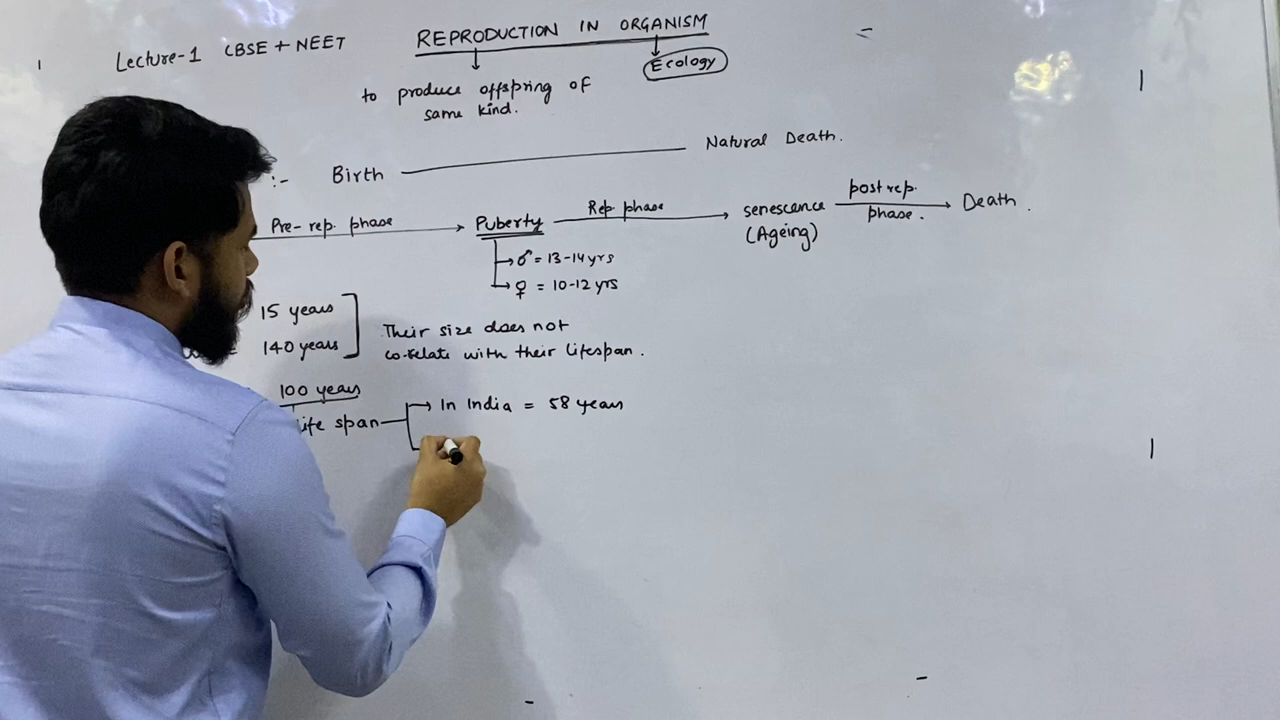 Lecture-1 CBSE + NEET
REPRODUCTION IN ORGANISM
Ecology
to produce offspring of
same kind.
:- Birth Natural Death.
Pre-rep. phase Puberty Rep phase senescence post rep. phase. Death.
(Ageing)
♂ = 13-14 yrs
♀ = 10-12 yrs
15 years
140 years
Their size does not
co-relate with their lifespan.
100 years
life span In India = 58 years